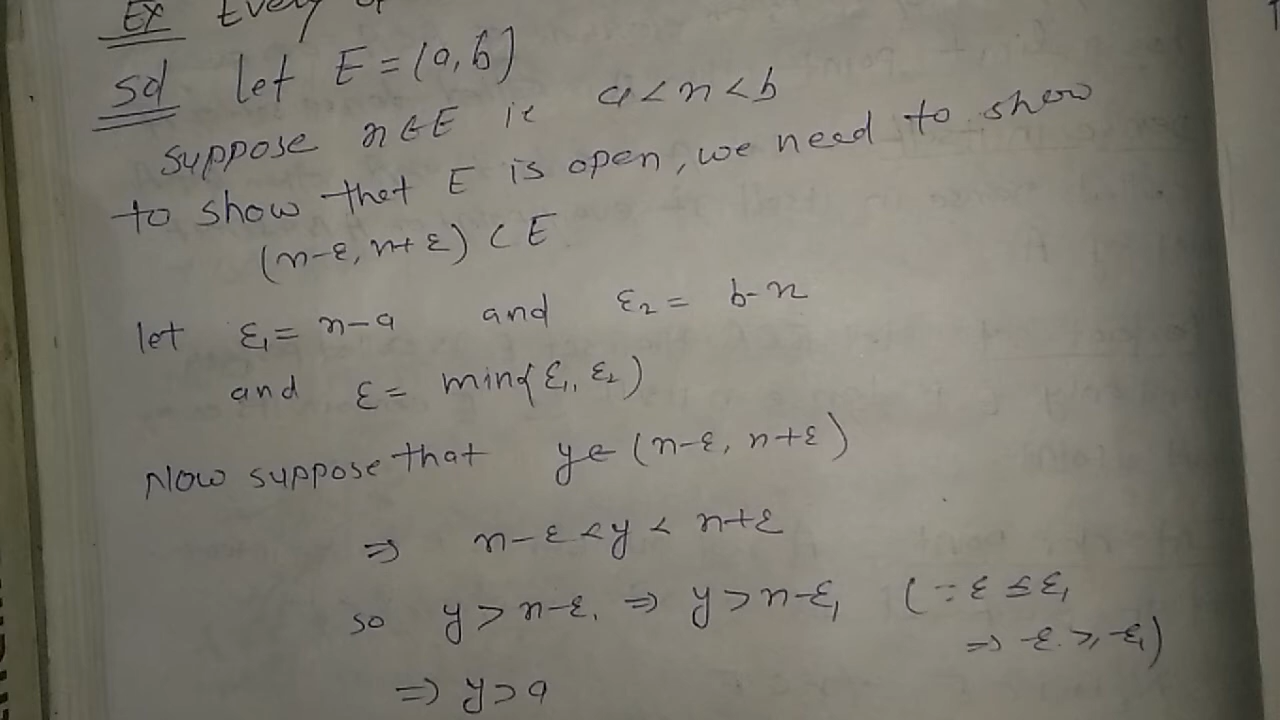 Ex Every
Sol let E = (a,b)
suppose x ∈ E ie a < x < b
to show that E is open, we need to show
(x-ε, x+ε) ⊂ E
let ε₁ = x-a and ε₂ = b-x
and ε = min{ε₁, ε₂)
Now suppose that y ∈ (x-ε, x+ε)
⇒ x-ε < y < x+ε
so y > x-ε. ⇒ y > x-ε₁ (∵ ε ≤ ε₁
⇒ -ε ≥ -ε₁)
⇒ y > a